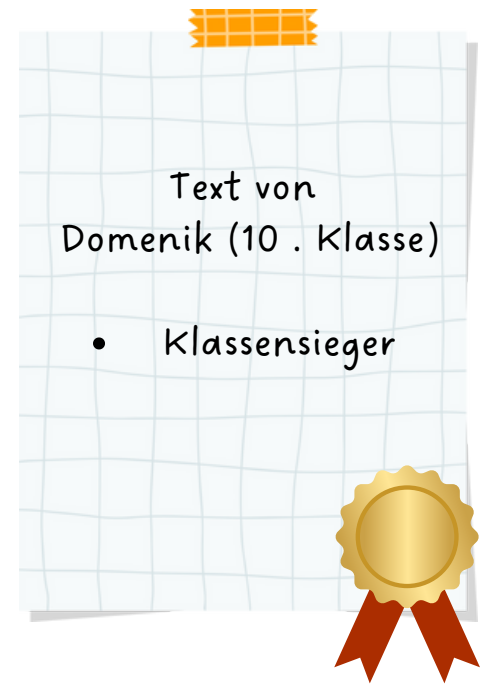 Text von
Domenik (10 . Klasse)
• Klassensieger